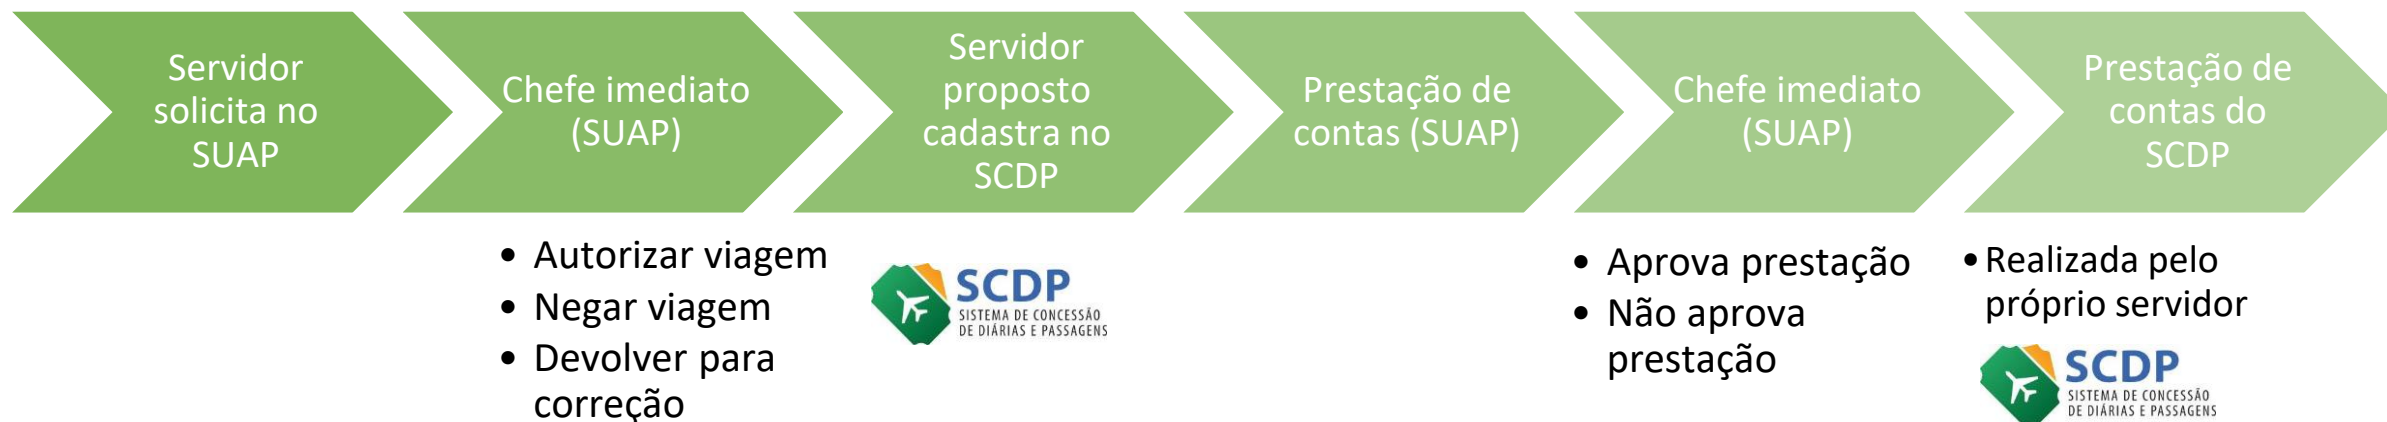 Servidor
solicita no
SUAP
Chefe imediato
(SUAP)
Servidor
proposto
cadastra no
SCDP
Prestação de
contas (SUAP)
Chefe imediato
(SUAP)
Prestação de
contas do
SCDP
• Autorizar viagem
• Negar viagem
• Devolver para
correção
SCDP
SISTEMA DE CONCESSÃO
DE DIÁRIAS E PASSAGENS
• Aprova prestação
• Não aprova
prestação
• Realizada pelo
próprio servidor
SCDP
SISTEMA DE CONCESSÃO
DE DIÁRIAS E PASSAGENS